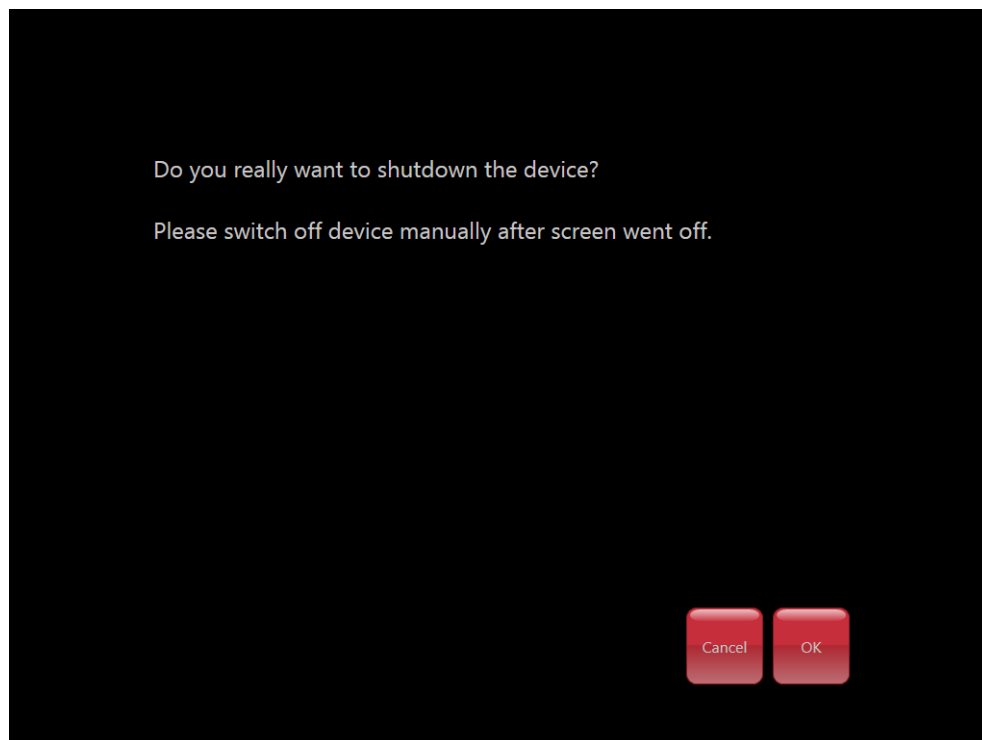 Do you really want to shutdown the device?
Please switch off device manually after screen went off.
Cancel OK